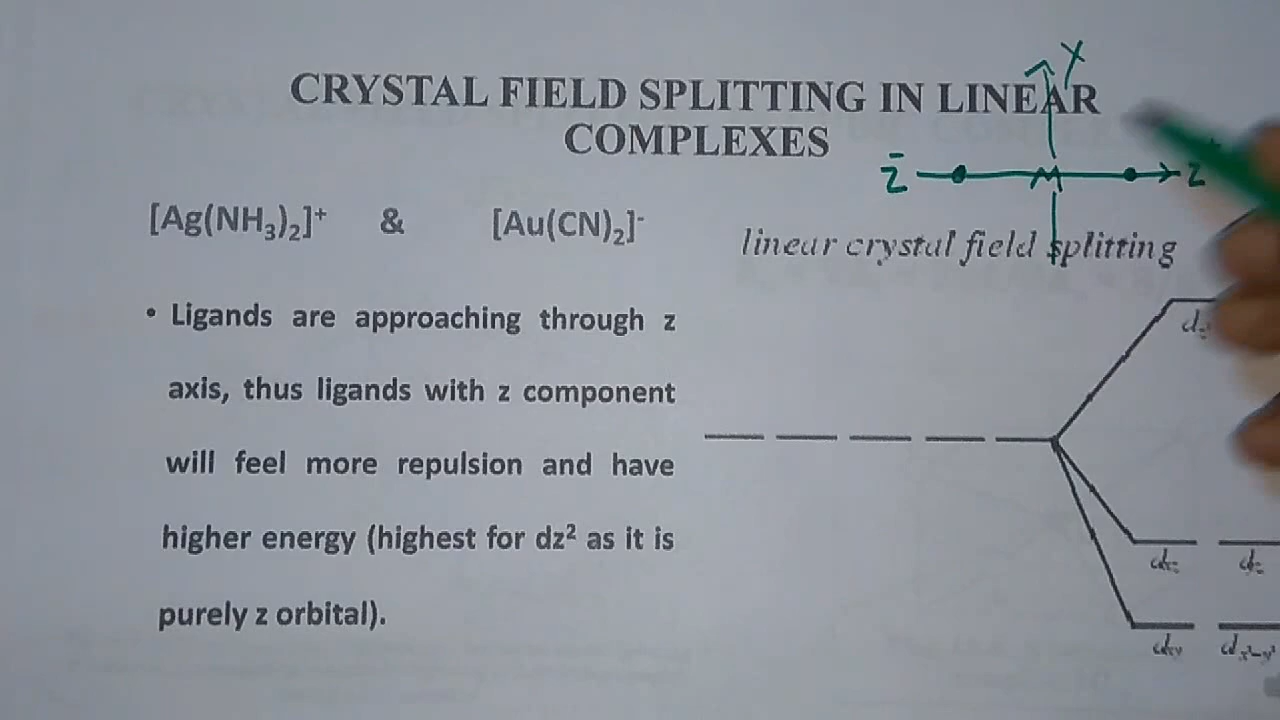 CRYSTAL FIELD SPLITTING IN LINEAR
COMPLEXES
X
z̄
M
z
[Ag(NH₃)₂]⁺ & [Au(CN)₂]⁻
linear crystal field splitting
• Ligands are approaching through z
axis, thus ligands with z component
will feel more repulsion and have
higher energy (highest for dz² as it is
purely z orbital).
dxz
dxy
dx²-y²